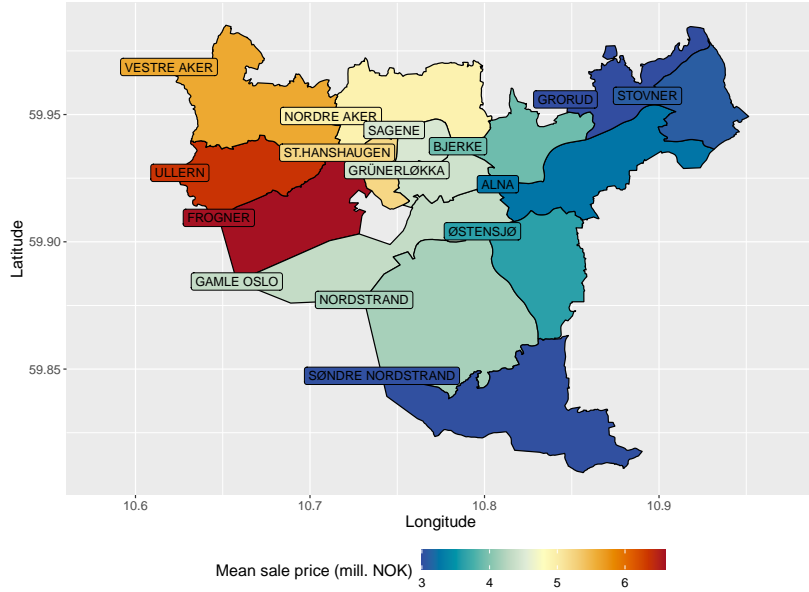 VESTRE AKER
GRORUD
STOVNER
NORDRE AKER
SAGENE
BJERKE
ST.HANSHAUGEN
GRÜNERLØKKA
ULLERN
ALNA
FROGNER
ØSTENSJØ
GAMLE OSLO
NORDSTRAND
SØNDRE NORDSTRAND
59.95
59.90
59.85
Latitude
10.6 10.7 10.8 10.9
Longitude
Mean sale price (mill. NOK)
3 4 5 6